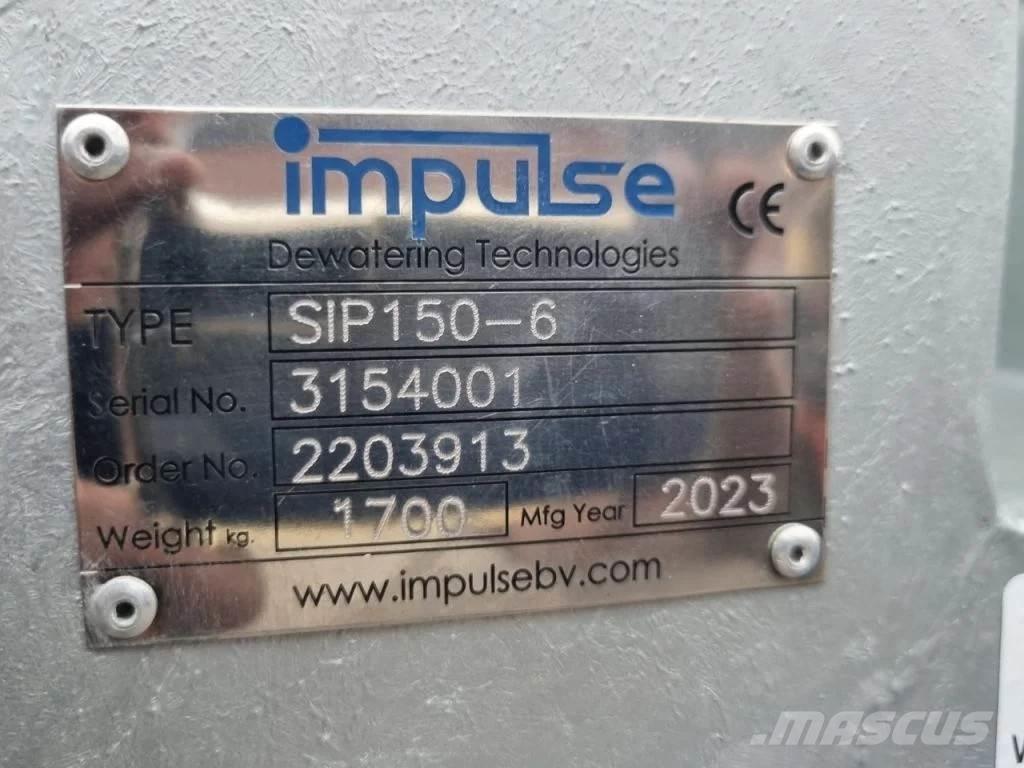 impulse
CE
Dewatering Technologies
TYPE SIP150-6
Serial No. 3154001
Order No. 2203913
Weight kg. 1700 Mfg Year 2023
www.impulsebv.com
MASCUS